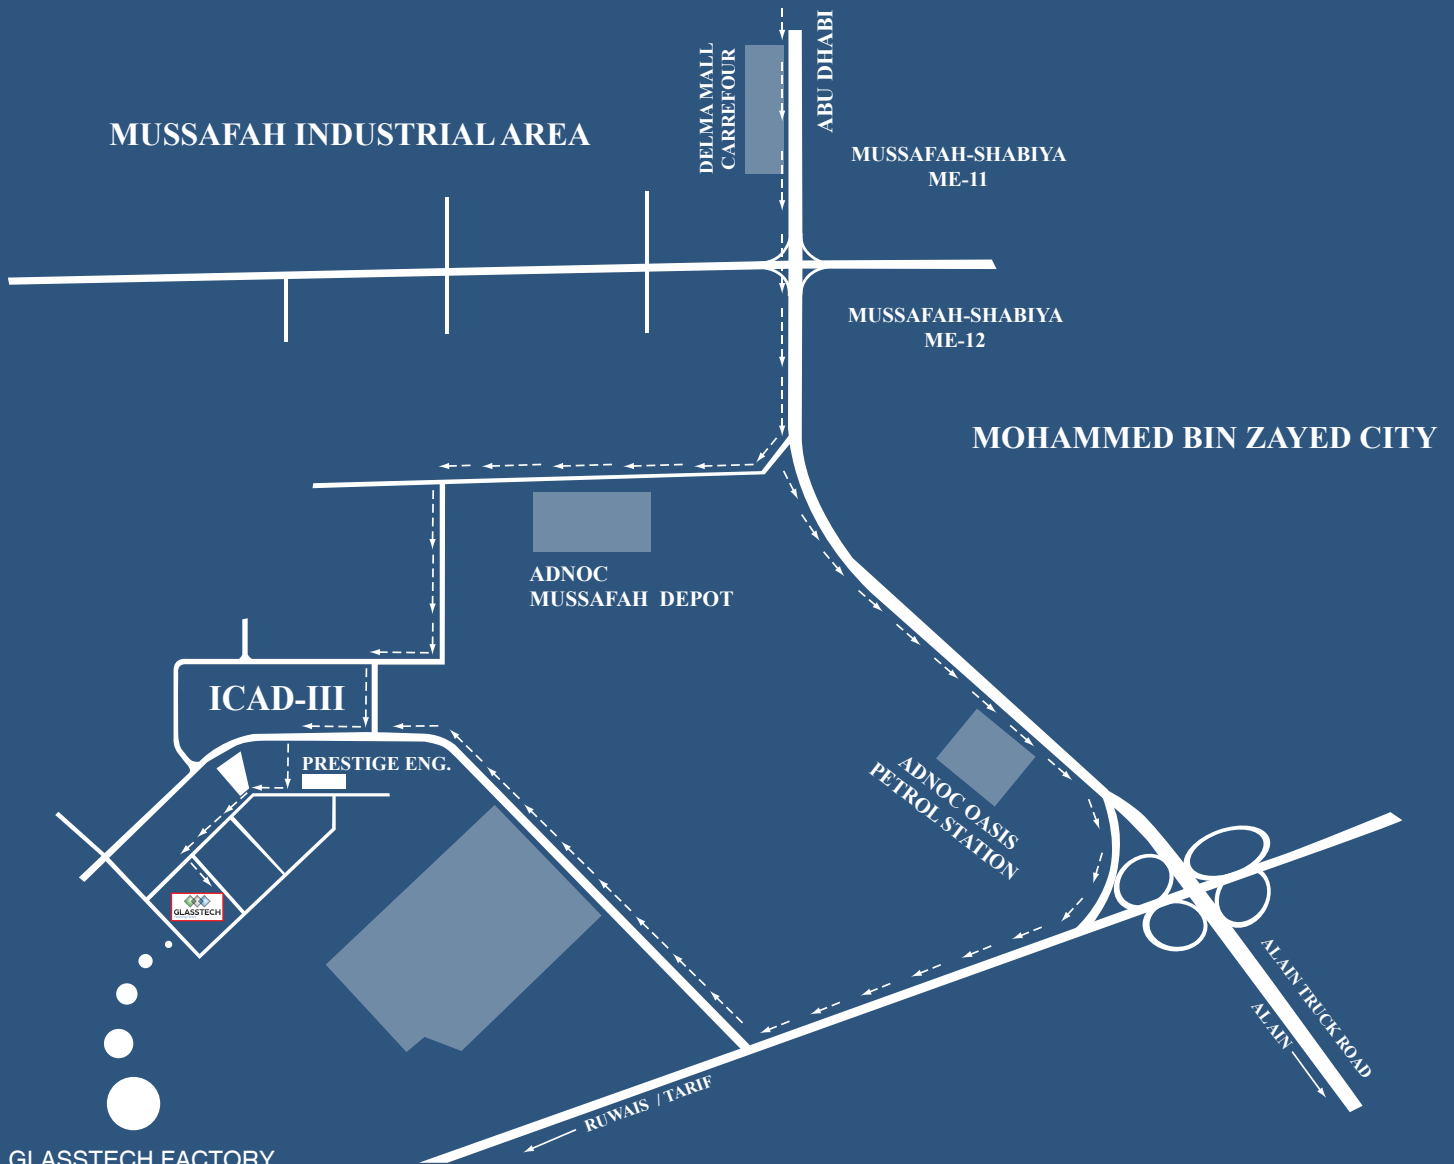 ABU DHABI
DELMA MALL
CARREFOUR
MUSSAFAH INDUSTRIAL AREA
MUSSAFAH-SHABIYA
ME-11
MUSSAFAH-SHABIYA
ME-12
MOHAMMED BIN ZAYED CITY
ADNOC
MUSSAFAH DEPOT
ICAD-III
PRESTIGE ENG.
ADNOC OASIS
PETROL STATION
GLASSTECH
ALAIN TRUCK ROAD
ALAIN
RUWAIS / TARIF
GLASSTECH FACTORY